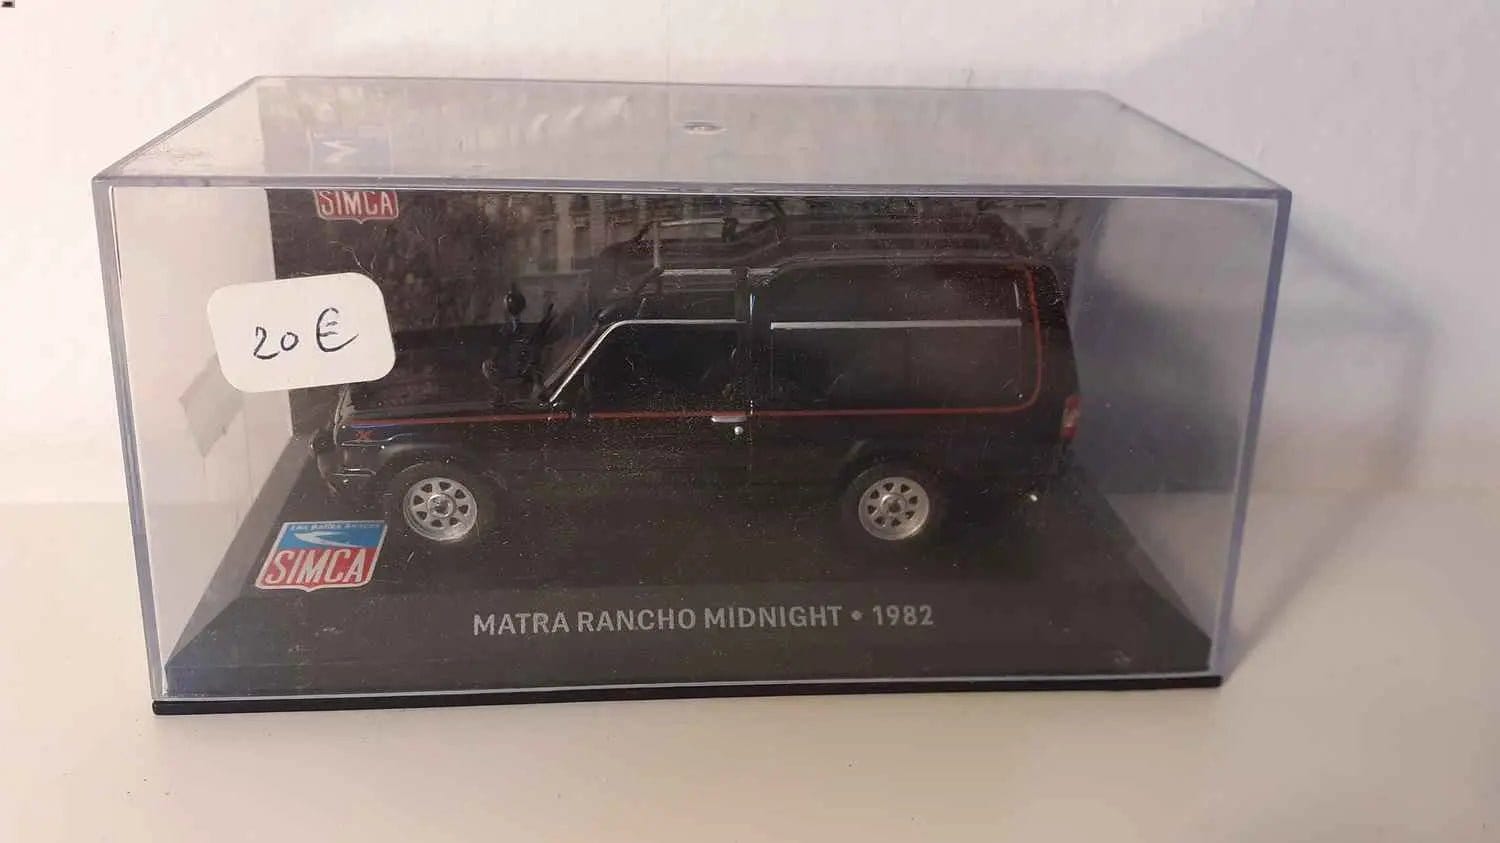 SIMCA
20 €
SIMCA
MATRA RANCHO MIDNIGHT • 1982